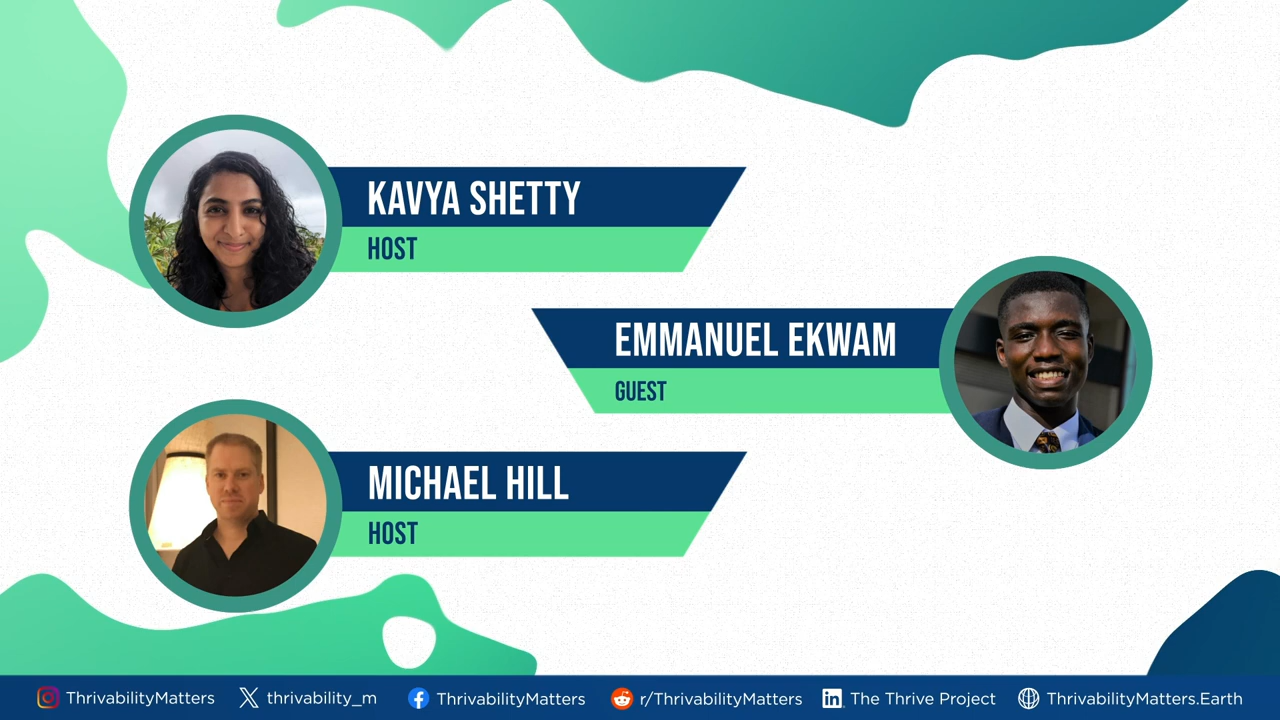 KAVYA SHETTY
HOST
EMMANUEL EKWAM
GUEST
MICHAEL HILL
HOST
ThrivabilityMatters thrivability_m ThrivabilityMatters r/ThrivabilityMatters The Thrive Project ThrivabilityMatters.Earth